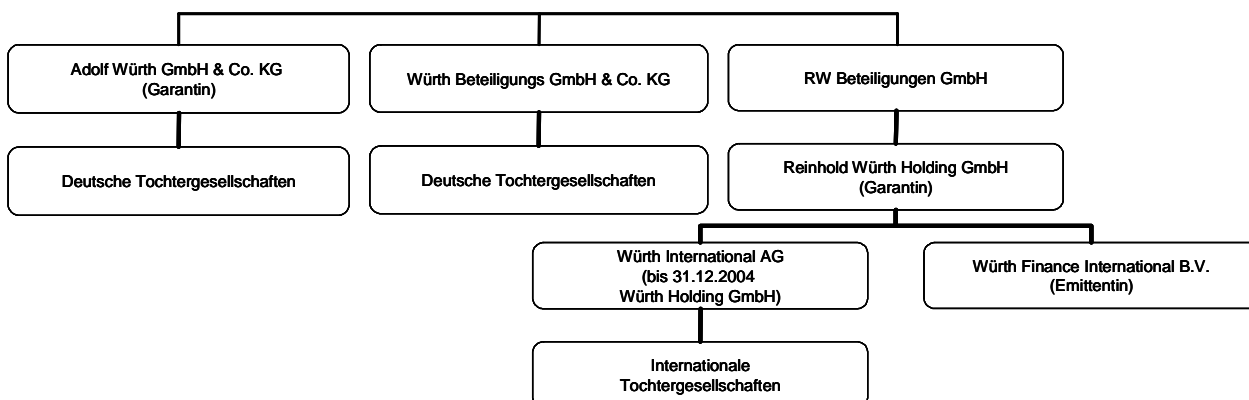 Adolf Würth GmbH & Co. KG
(Garantin)
Würth Beteiligungs GmbH & Co. KG
RW Beteiligungen GmbH
Deutsche Tochtergesellschaften
Deutsche Tochtergesellschaften
Reinhold Würth Holding GmbH
(Garantin)
Würth International AG
(bis 31.12.2004
Würth Holding GmbH)
Würth Finance International B.V.
(Emittentin)
Internationale
Tochtergesellschaften